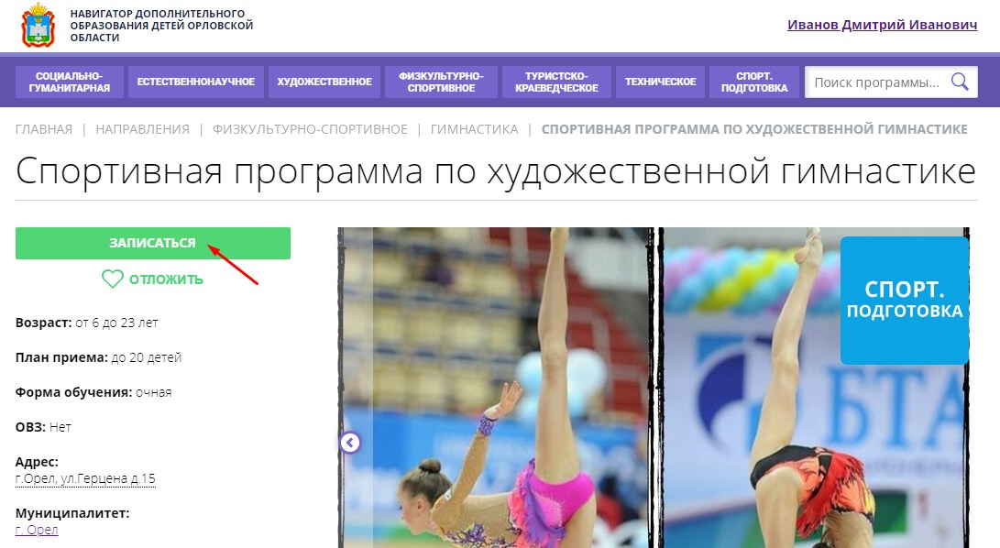 НАВИГАТОР ДОПОЛНИТЕЛЬНОГО
ОБРАЗОВАНИЯ ДЕТЕЙ ОРЛОВСКОЙ
ОБЛАСТИ
Иванов Дмитрий Иванович
СОЦИАЛЬНО-
ГУМАНИТАРНАЯ
ЕСТЕСТВЕННОНАУЧНОЕ
ХУДОЖЕСТВЕННОЕ
ФИЗКУЛЬТУРНО-
СПОРТИВНОЕ
ТУРИСТСКО-
КРАЕВЕДЧЕСКОЕ
ТЕХНИЧЕСКОЕ
СПОРТ.
ПОДГОТОВКА
Поиск программы...
ГЛАВНАЯ | НАПРАВЛЕНИЯ | ФИЗКУЛЬТУРНО-СПОРТИВНОЕ | ГИМНАСТИКА | СПОРТИВНАЯ ПРОГРАММА ПО ХУДОЖЕСТВЕННОЙ ГИМНАСТИКЕ
Спортивная программа по художественной гимнастике
ЗАПИСАТЬСЯ
ОТЛОЖИТЬ
Возраст: от 6 до 23 лет
План приема: до 20 детей
Форма обучения: очная
ОВЗ: Нет
Адрес:
г.Орел, ул.Герцена д.15
Муниципалитет:
г. Орел
СПОРТ.
ПОДГОТОВКА
БТА